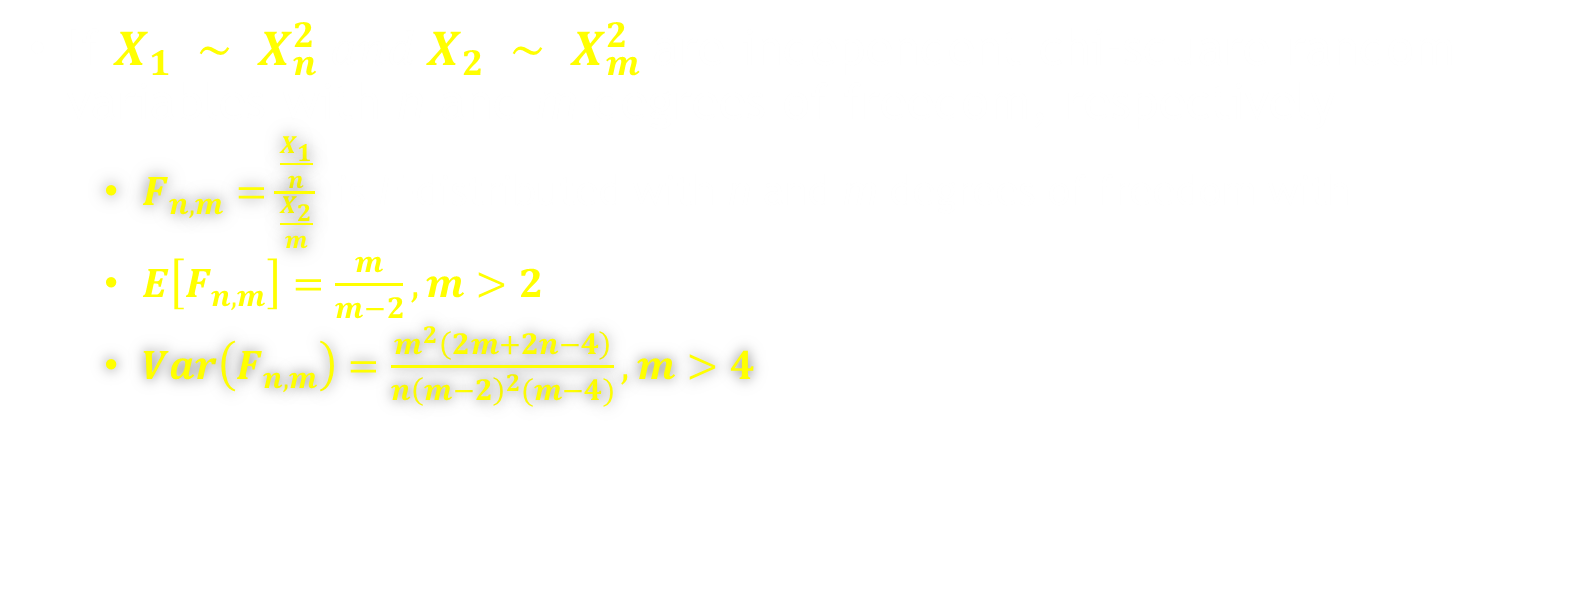 X₁ ~ X²ₙ X₂ ~ X²ₘ
• Fₙ,ₘ = (X₁/n)/(X₂/m)
• E[Fₙ,ₘ] = m/(m−2), m > 2
• Var(Fₙ,ₘ) = m²(2m+2n−4)/(n(m−2)²(m−4)), m > 4